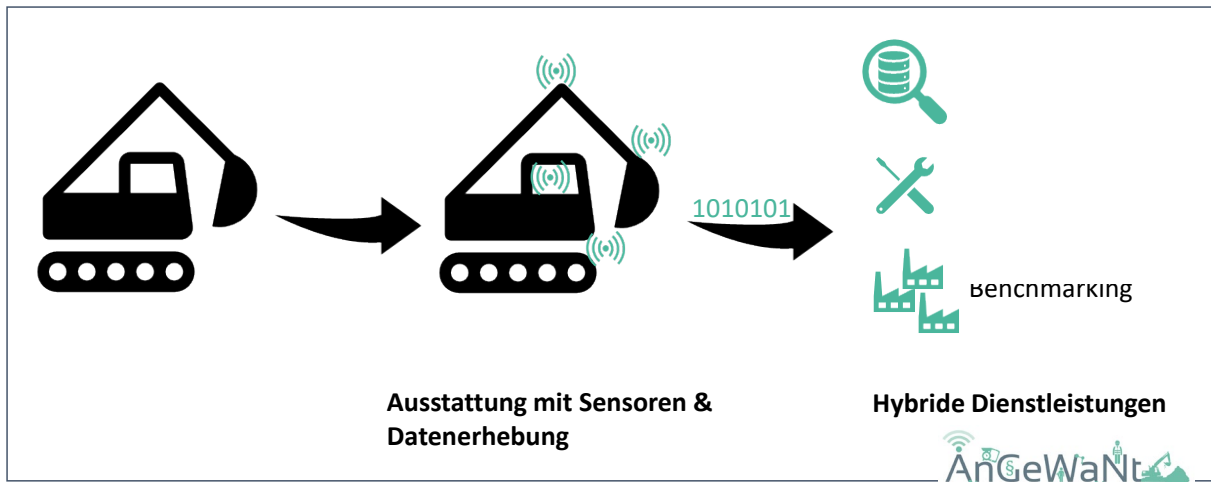 1010101
Benchmarking
Ausstattung mit Sensoren &
Datenerhebung
Hybride Dienstleistungen
§
AnGeWaNt